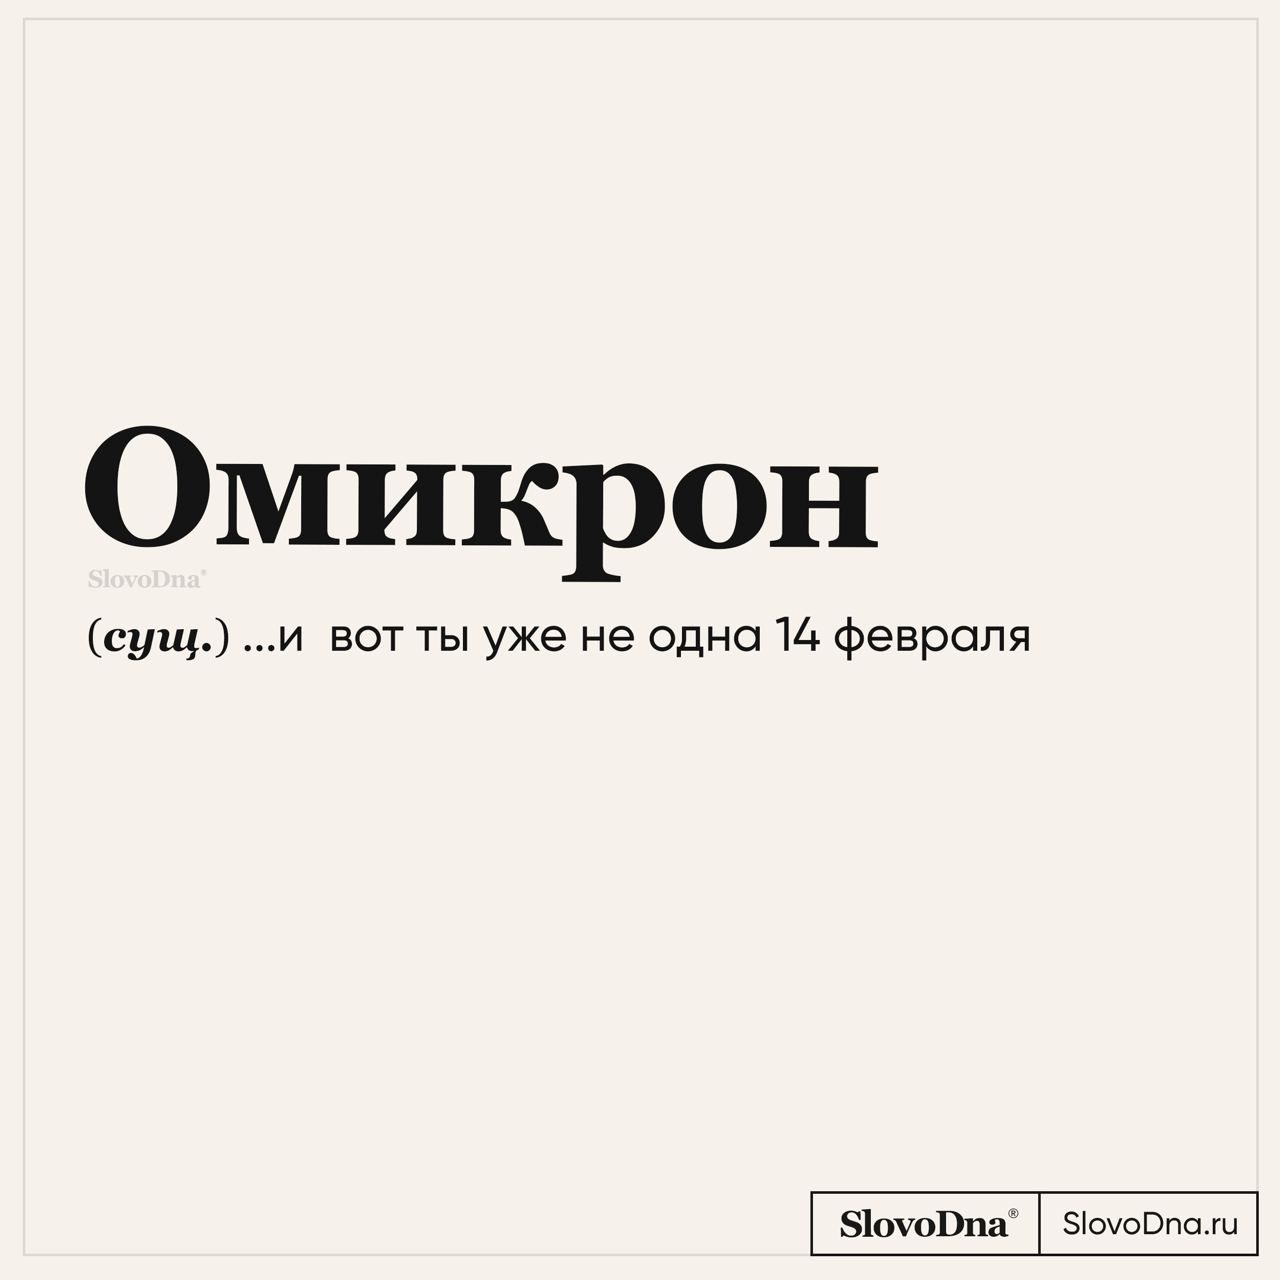 Омикрон
SlovoDna®
(сущ.) ...и вот ты уже не одна 14 февраля
SlovoDna® SlovoDna.ru